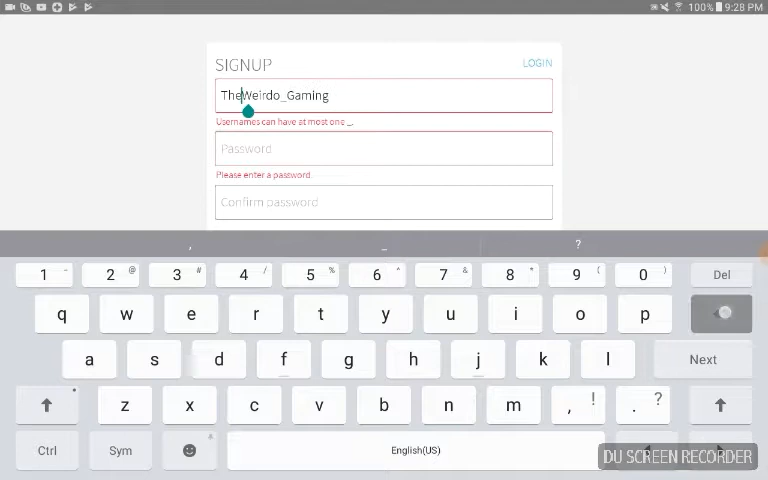 100% 9:28 PM
SIGNUP LOGIN
TheWeirdo_Gaming
Usernames can have at most one _.
Password
Please enter a password
Confirm password
, _ ?
1 - 2 @ 3 # 4 / 5 % 6 ^ 7 & 8 * 9 ( 0 ) Del
q w e r t y u i o p
a s d f g h j k l Next
z x c v b n m , ! . ?
Ctrl Sym English(US) DU SCREEN RECORDER